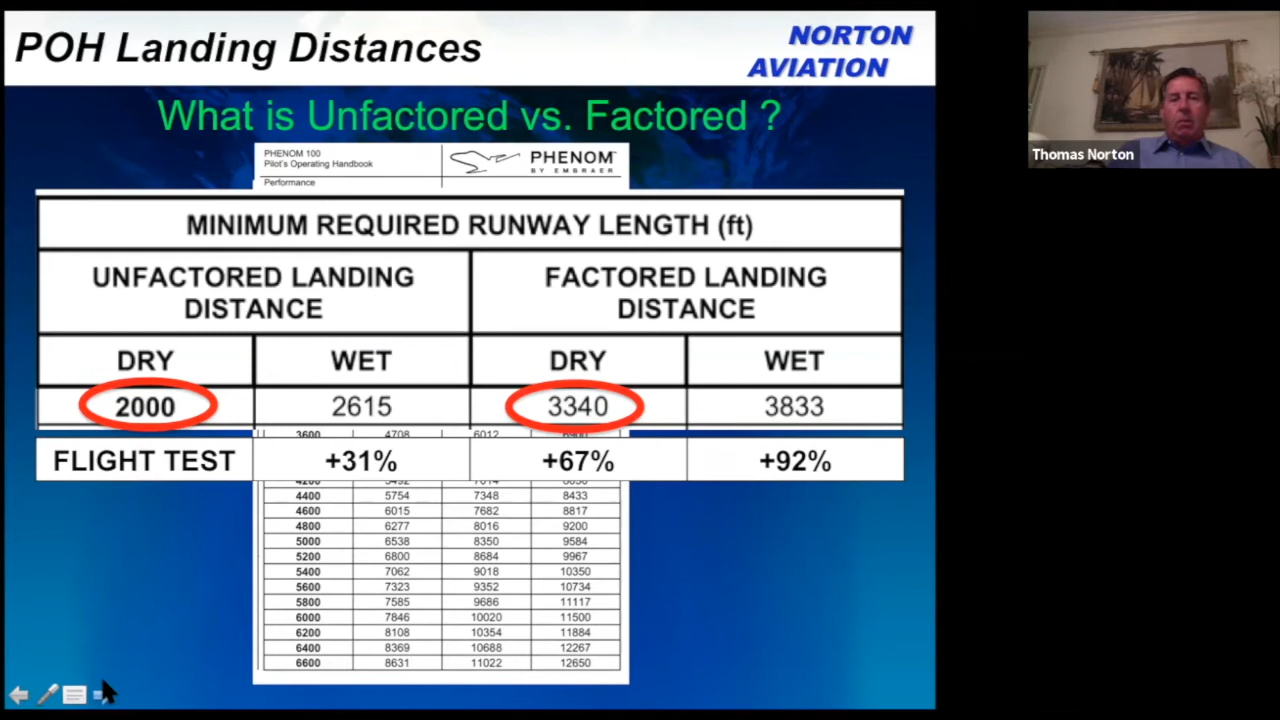 POH Landing Distances
NORTON
AVIATION
What is Unfactored vs. Factored ?
PHENOM 100
Pilot's Operating Handbook
Performance
PHENOM
BY EMBRAER
MINIMUM REQUIRED RUNWAY LENGTH (ft)
UNFACTORED LANDING
DISTANCE
FACTORED LANDING
DISTANCE
DRY WET DRY WET
2000 2615 3340 3833
3600 4708 6012
FLIGHT TEST +31% +67% +92%
4400 5754 7348 8433
4600 6015 7682 8817
4800 6277 8016 9200
5000 6538 8350 9584
5200 6800 8684 9967
5400 7062 9018 10350
5600 7323 9352 10734
5800 7585 9686 11117
6000 7846 10020 11500
6200 8108 10354 11884
6400 8369 10688 12267
6600 8631 11022 12650
Thomas Norton